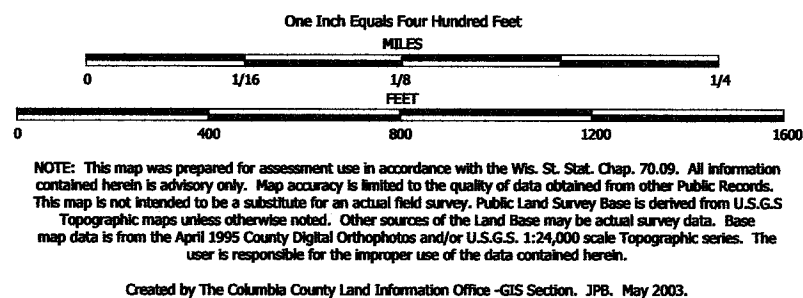 One Inch Equals Four Hundred Feet
MILES
0 1/16 1/8 1/4
FEET
0 400 800 1200 1600
NOTE: This map was prepared for assessment use in accordance with the Wis. St. Stat. Chap. 70.09. All information
contained herein is advisory only. Map accuracy is limited to the quality of data obtained from other Public Records.
This map is not intended to be a substitute for an actual field survey. Public Land Survey Base is derived from U.S.G.S
Topographic maps unless otherwise noted. Other sources of the Land Base may be actual survey data. Base
map data is from the April 1995 County Digital Orthophotos and/or U.S.G.S. 1:24,000 scale Topographic series. The
user is responsible for the improper use of the data contained herein.
Created by The Columbia County Land Information Office -GIS Section. JPB. May 2003.